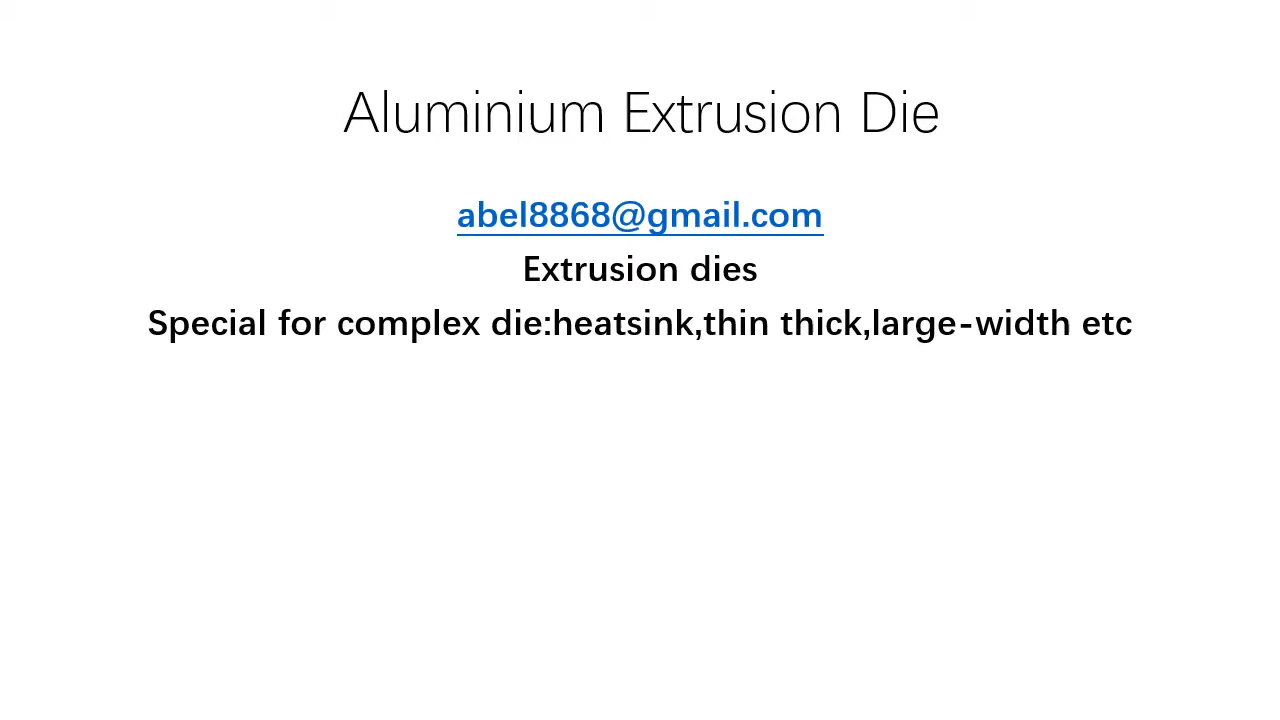 Aluminium Extrusion Die
abel8868@gmail.com
Extrusion dies
Special for complex die:heatsink,thin thick,large-width etc